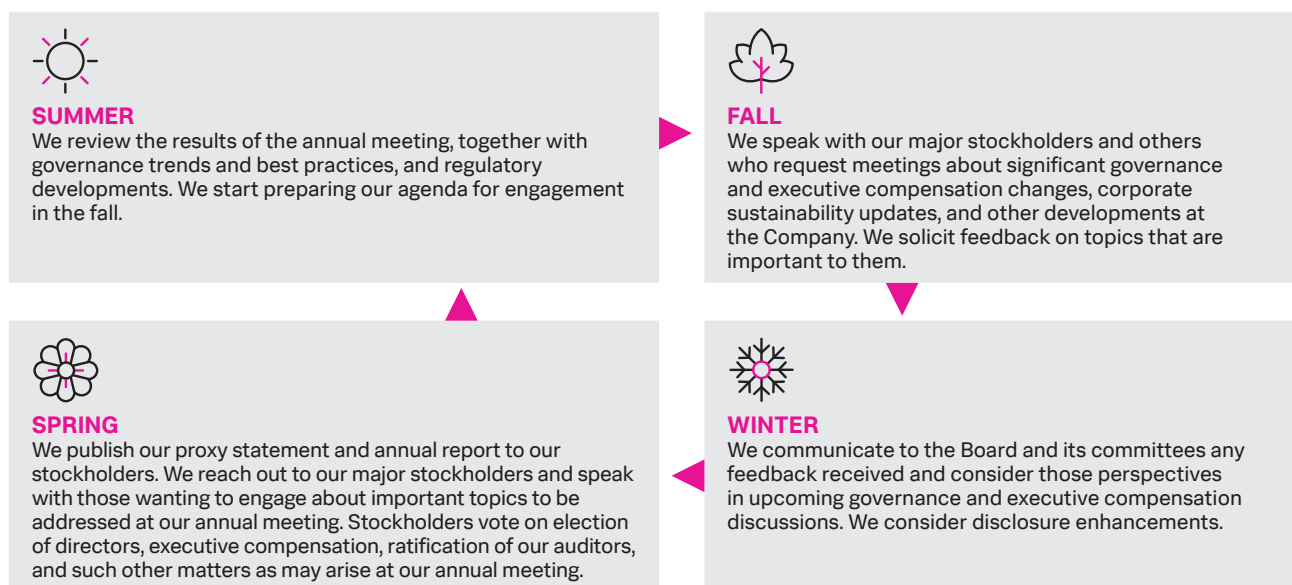 SUMMER
We review the results of the annual meeting, together with
governance trends and best practices, and regulatory
developments. We start preparing our agenda for engagement
in the fall.
FALL
We speak with our major stockholders and others
who request meetings about significant governance
and executive compensation changes, corporate
sustainability updates, and other developments at
the Company. We solicit feedback on topics that are
important to them.
SPRING
We publish our proxy statement and annual report to our
stockholders. We reach out to our major stockholders and speak
with those wanting to engage about important topics to be
addressed at our annual meeting. Stockholders vote on election
of directors, executive compensation, ratification of our auditors,
and such other matters as may arise at our annual meeting.
WINTER
We communicate to the Board and its committees any
feedback received and consider those perspectives
in upcoming governance and executive compensation
discussions. We consider disclosure enhancements.